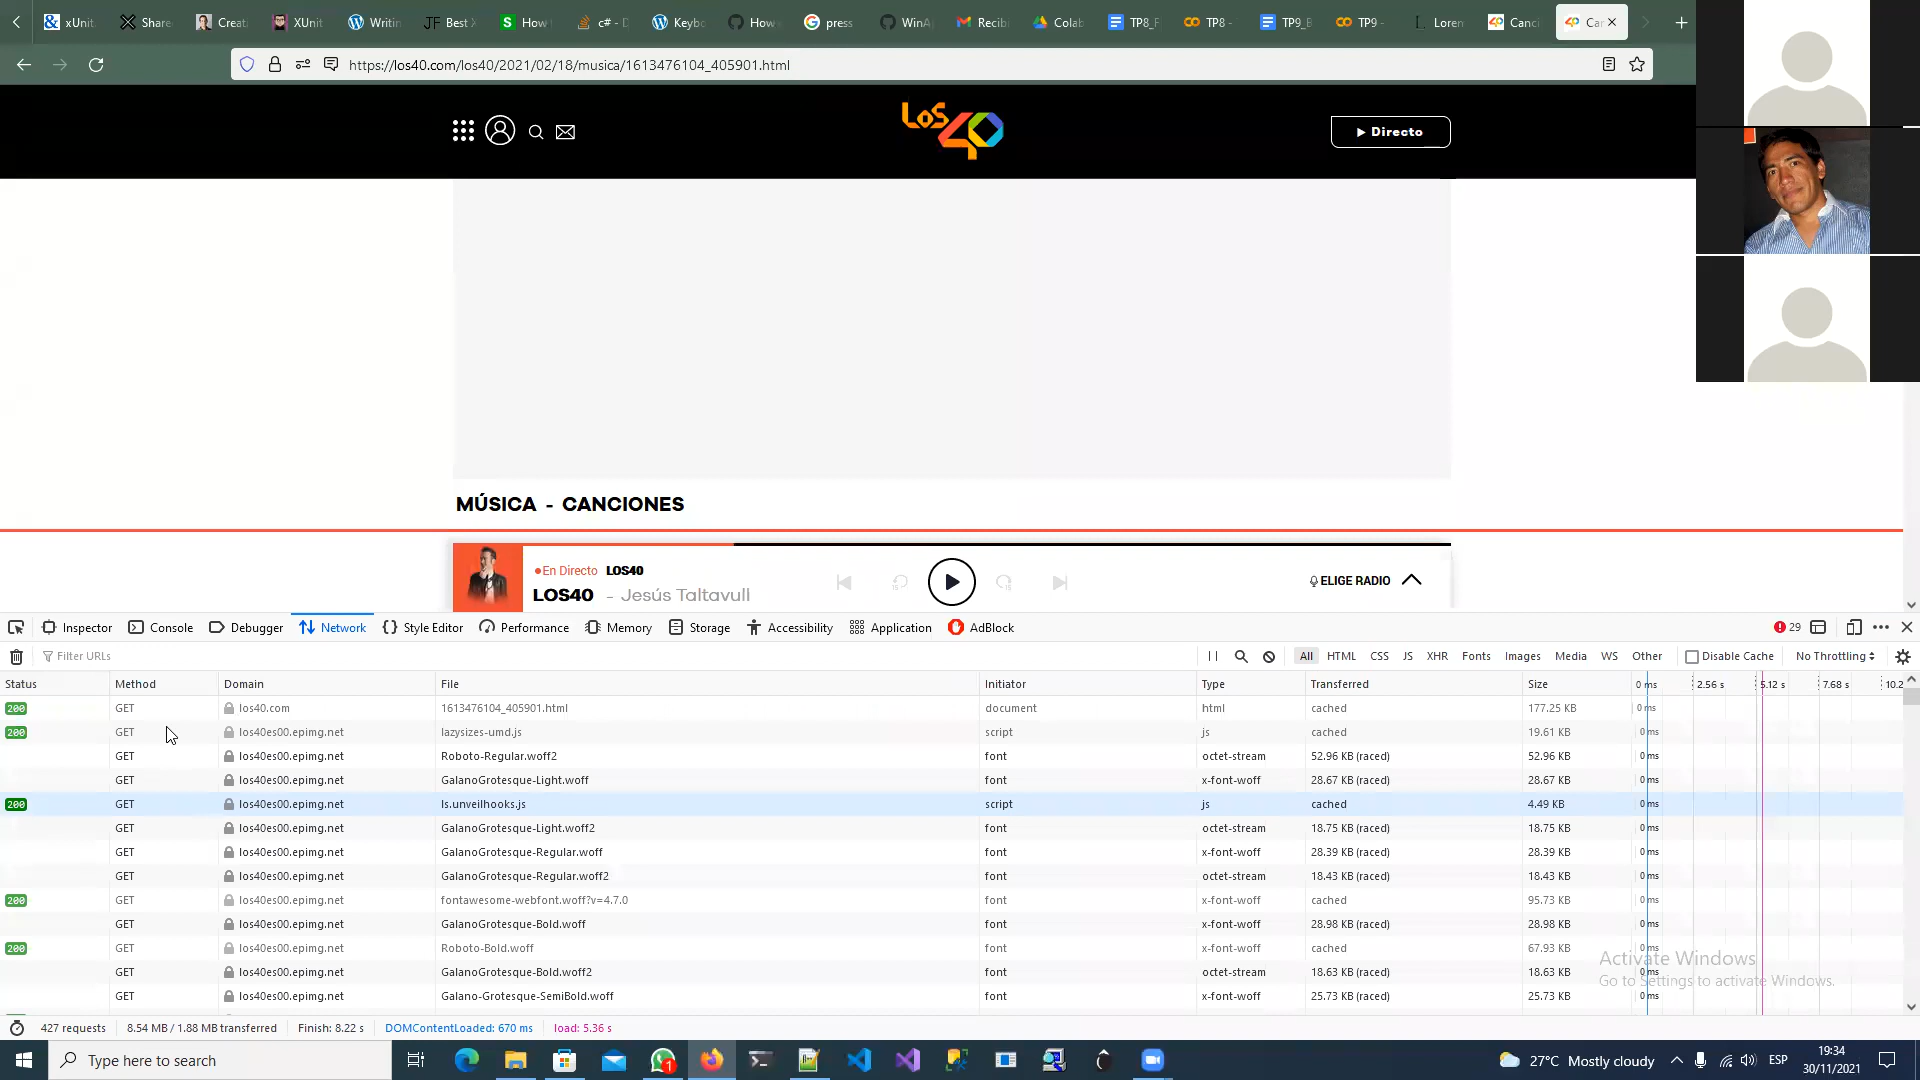 xUnit
Share
Creati
XUnit
Writin
Best X
How
c# - D
Keybo
How
press
WinA
Recibi
Colab
TP8_F
TP8 -
TP9_B
TP9 -
Loren
Canci
Car
https://los40.com/los40/2021/02/18/musica/1613476104_405901.html
LOS 40
Directo
MÚSICA - CANCIONES
En Directo LOS40
LOS40 - Jesús Taltavull
15 15
ELIGE RADIO
Inspector Console Debugger Network Style Editor Performance Memory Storage Accessibility Application AdBlock 29
Filter URLs All HTML CSS JS XHR Fonts Images Media WS Other Disable Cache No Throttling
Status Method Domain File Initiator Type Transferred Size 0 ms 2.56 s 5.12 s 7.68 s 10.2
200 GET los40.com 1613476104_405901.html document html cached 177.25 KB 0 ms
200 GET los40es00.epimg.net lazysizes-umd.js script js cached 19.61 KB 0 ms
GET los40es00.epimg.net Roboto-Regular.woff2 font octet-stream 52.96 KB (raced) 52.96 KB 0 ms
GET los40es00.epimg.net GalanoGrotesque-Light.woff font x-font-woff 28.67 KB (raced) 28.67 KB 0 ms
200 GET los40es00.epimg.net ls.unveilhooks.js script js cached 4.49 KB 0 ms
GET los40es00.epimg.net GalanoGrotesque-Light.woff2 font octet-stream 18.75 KB (raced) 18.75 KB 0 ms
GET los40es00.epimg.net GalanoGrotesque-Regular.woff font x-font-woff 28.39 KB (raced) 28.39 KB 0 ms
GET los40es00.epimg.net GalanoGrotesque-Regular.woff2 font octet-stream 18.43 KB (raced) 18.43 KB 0 ms
200 GET los40es00.epimg.net fontawesome-webfont.woff?v=4.7.0 font x-font-woff cached 95.73 KB 0 ms
GET los40es00.epimg.net GalanoGrotesque-Bold.woff font x-font-woff 28.98 KB (raced) 28.98 KB 0 ms
200 GET los40es00.epimg.net Roboto-Bold.woff font x-font-woff cached 67.93 KB 0 ms
GET los40es00.epimg.net GalanoGrotesque-Bold.woff2 font octet-stream 18.63 KB (raced) 18.63 KB 0 ms
GET los40es00.epimg.net Galano-Grotesque-SemiBold.woff font x-font-woff 25.73 KB (raced) 25.73 KB 0 ms
Activate Windows
Go to Settings to activate Windows.
427 requests 8.54 MB / 1.88 MB transferred Finish: 8.22 s DOMContentLoaded: 670 ms load: 5.36 s
Type here to search 1 27°C Mostly cloudy ESP 19:34
30/11/2021